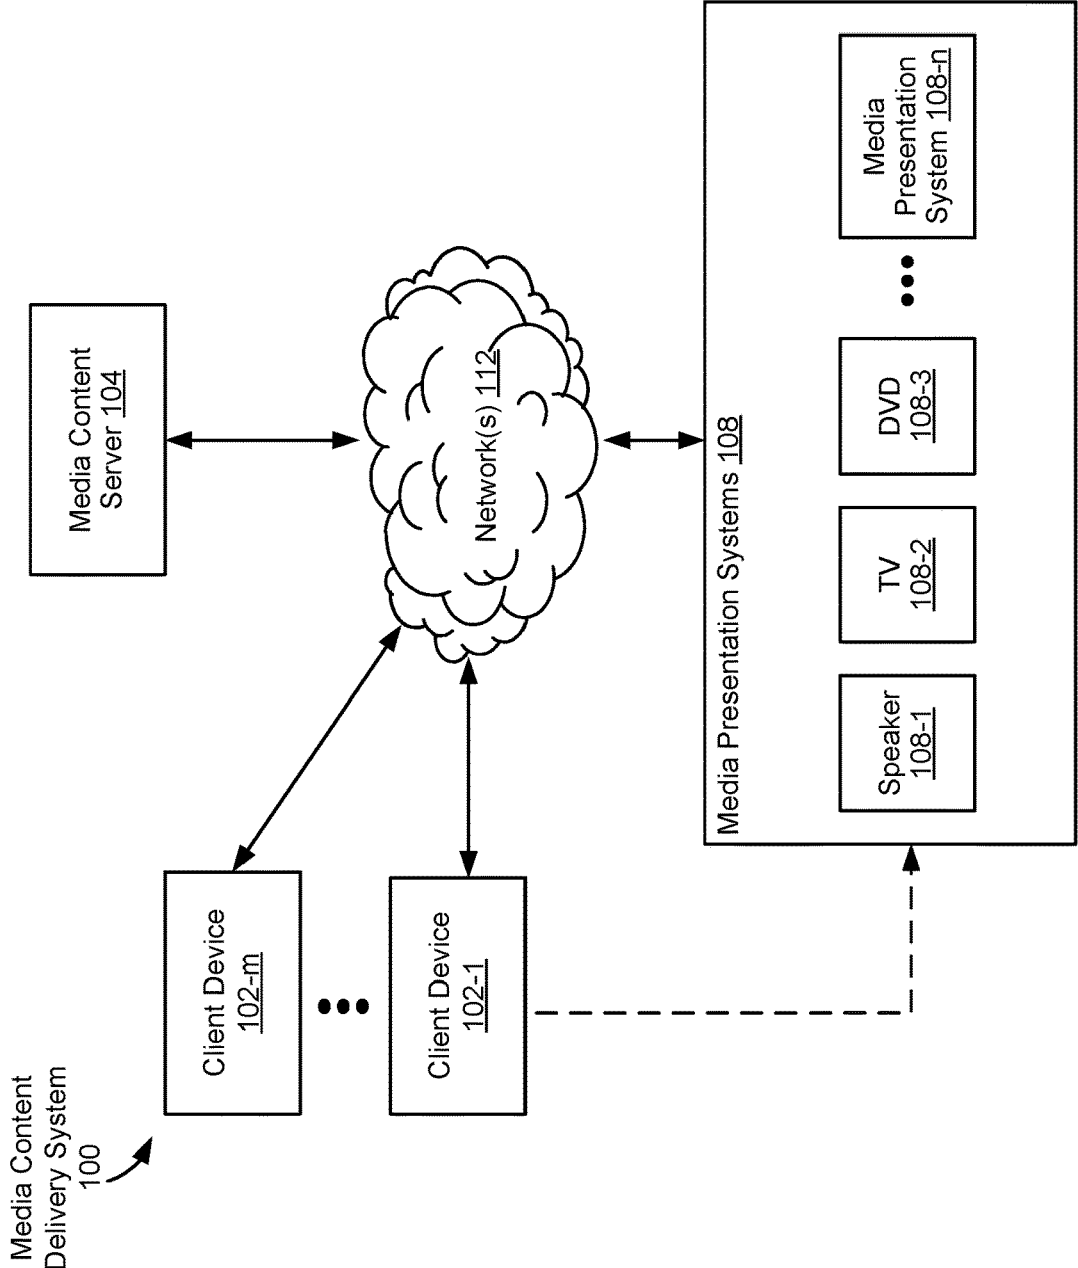 Media Content
Delivery System
100
Client Device
102-m
Client Device
102-1
Media Content
Server 104
Network(s) 112
Media Presentation Systems 108
Speaker
108-1
TV
108-2
DVD
108-3
Media
Presentation
System 108-n